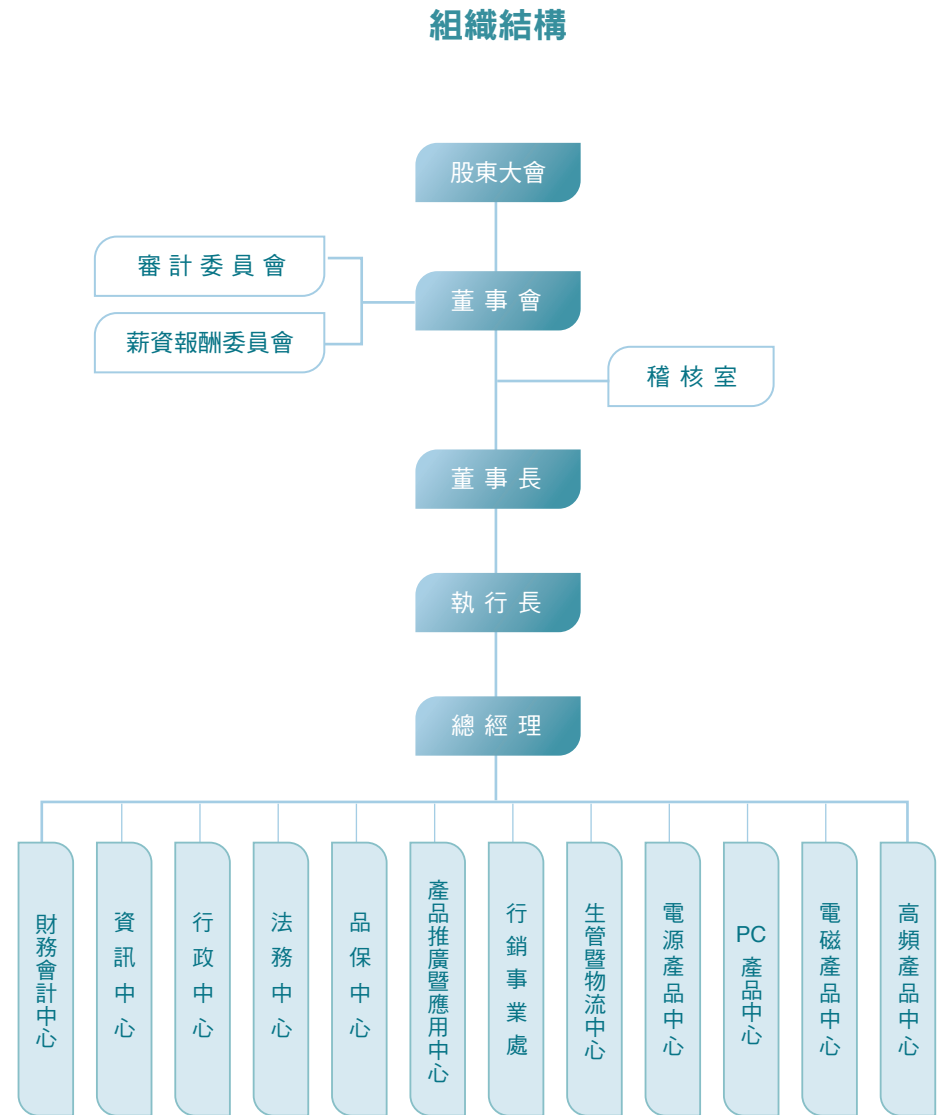 組織結構
股東大會
審計委員會
董事會
薪資報酬委員會
稽核室
董事長
執行長
總經理
財務會計中心
資訊中心
行政中心
法務中心
品保中心
產品推廣暨應用中心
行銷事業處
生管暨物流中心
電源產品中心
PC產品中心
電磁產品中心
高頻產品中心